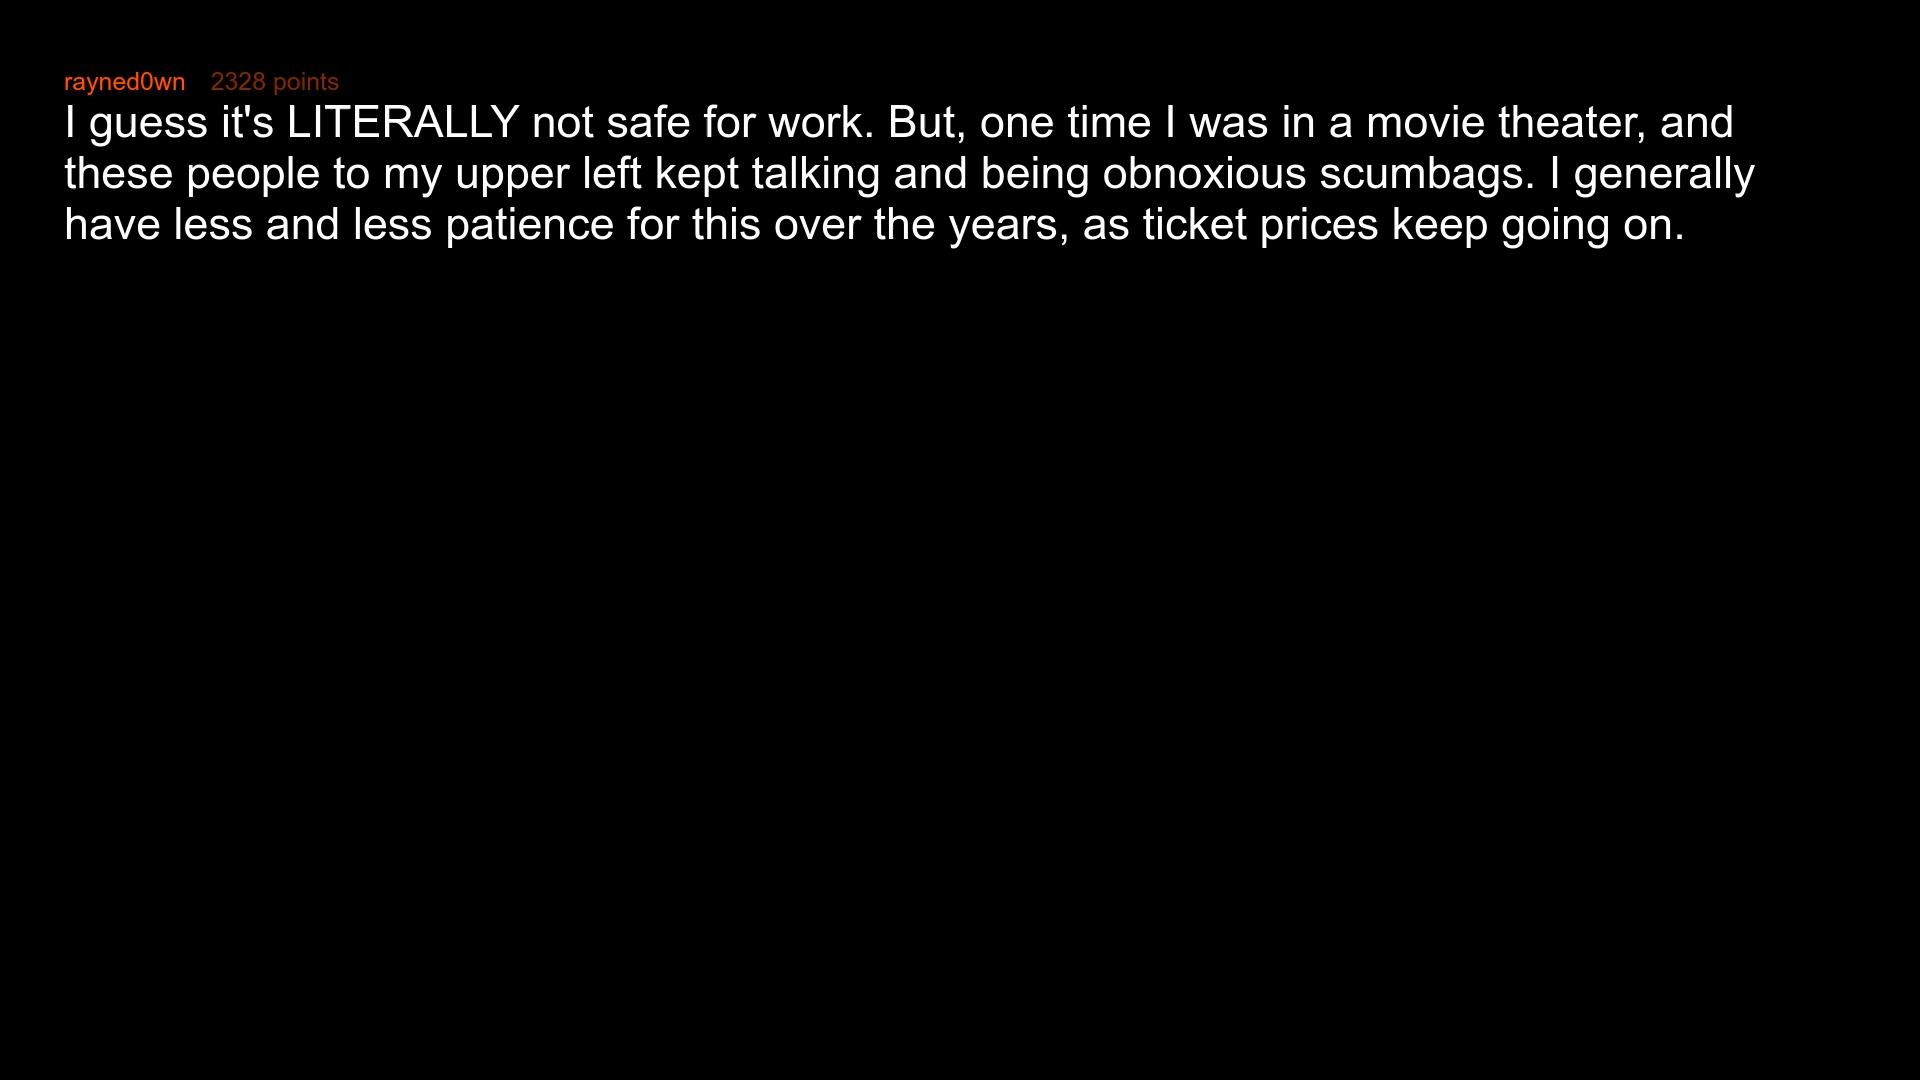 rayned0wn 2328 points
I guess it's LITERALLY not safe for work. But, one time I was in a movie theater, and
these people to my upper left kept talking and being obnoxious scumbags. I generally
have less and less patience for this over the years, as ticket prices keep going on.